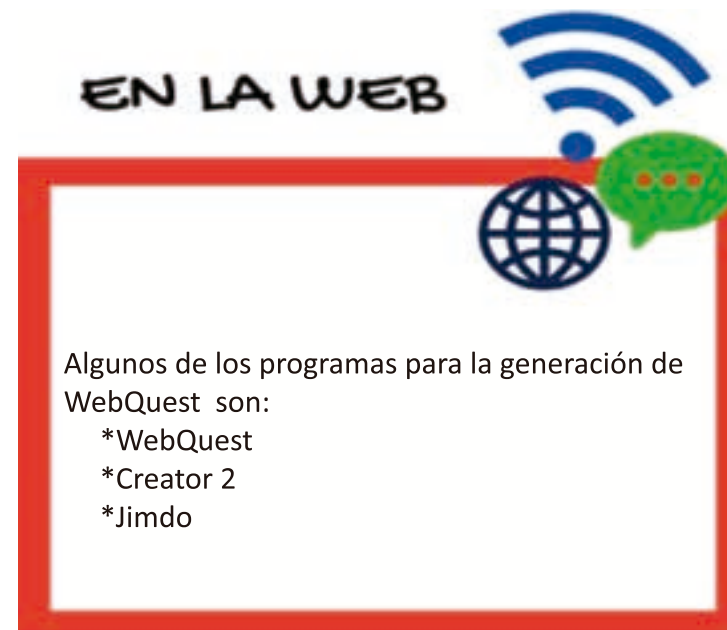 EN LA WEB
Algunos de los programas para la generación de
WebQuest son:
*WebQuest
*Creator 2
*Jimdo